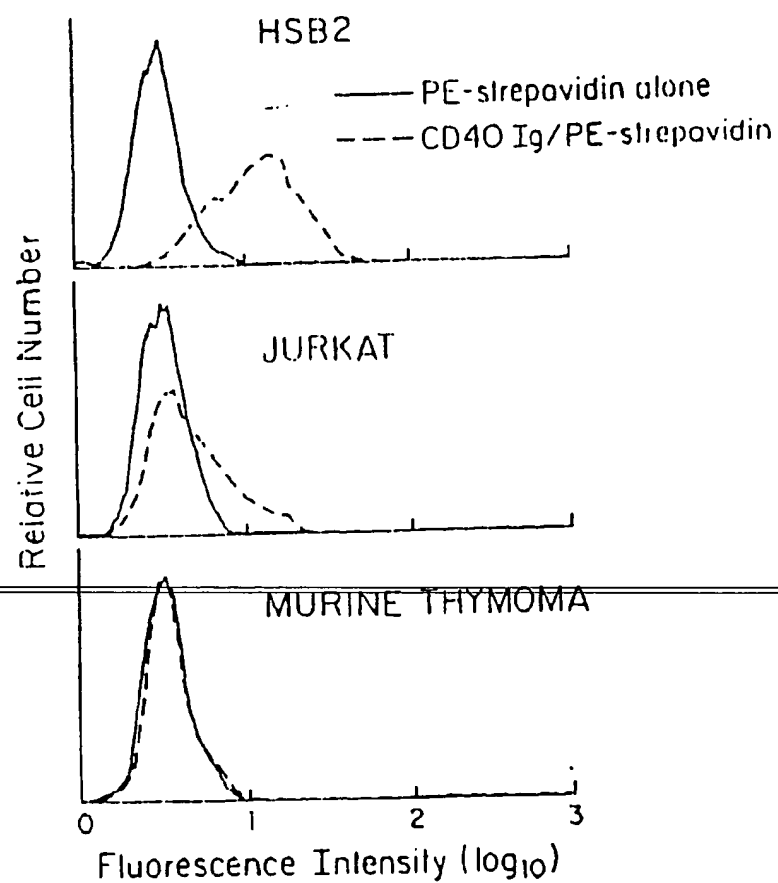 HSB2
PE-strepavidin alone
CD40 Ig/PE-strepavidin
Relative Cell Number
JURKAT
MURINE THYMOMA
0 1 2 3
Fluorescence Intensity (log10)